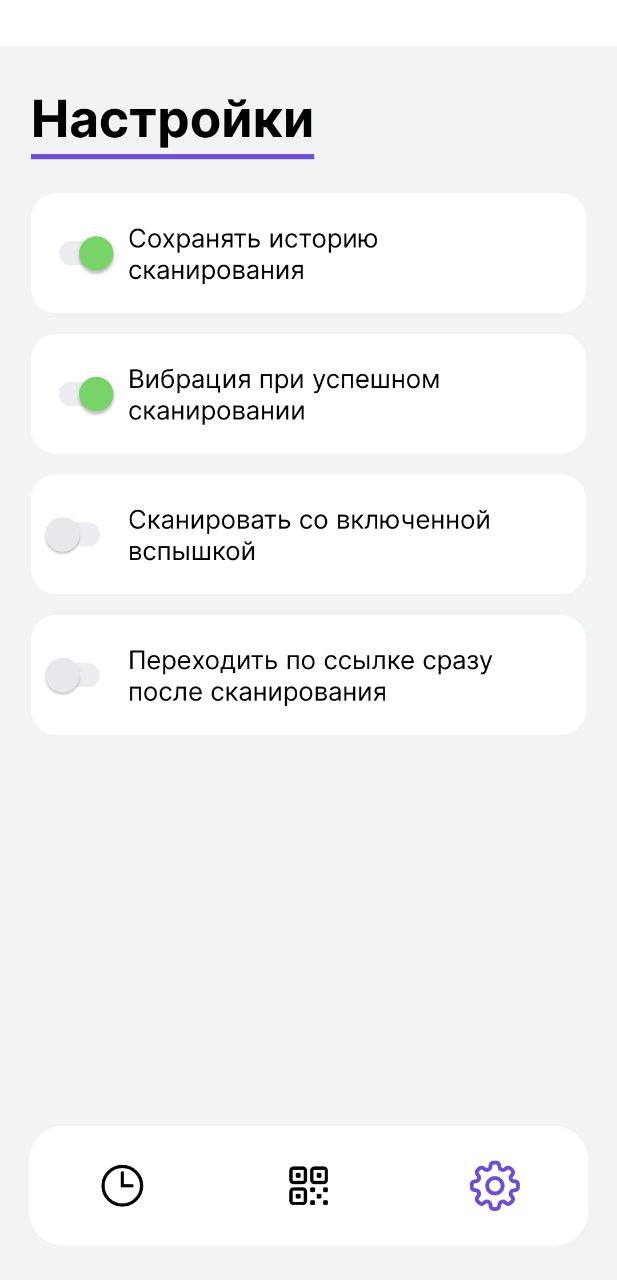 Настройки
Сохранять историю
сканирования
Вибрация при успешном
сканировании
Сканировать со включенной
вспышкой
Переходить по ссылке сразу
после сканирования